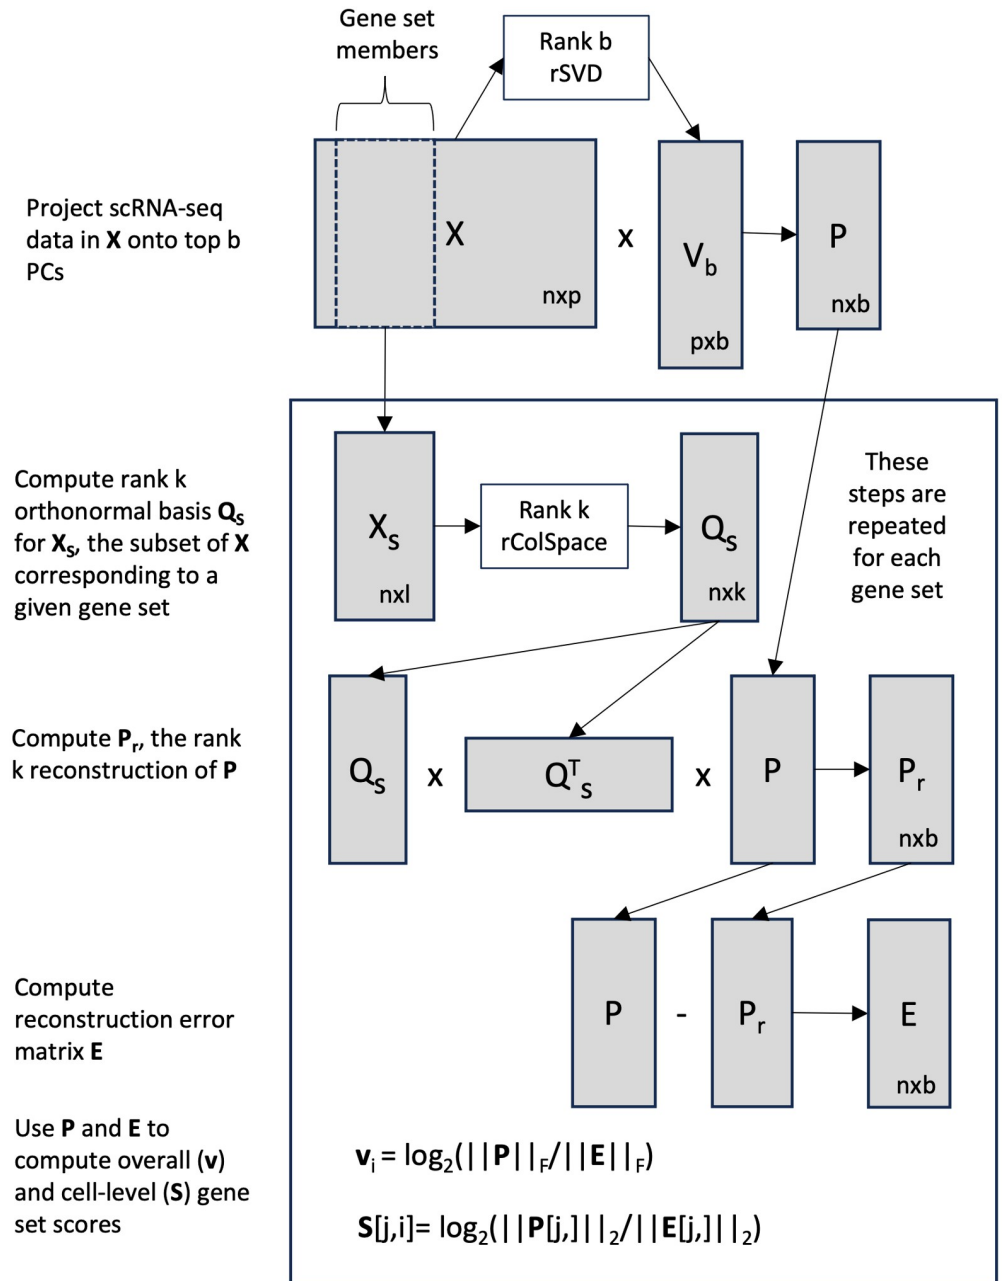 Gene set
members
Rank b
rSVD
Project scRNA-seq
data in X onto top b
PCs
X
nxp
x
V_b
pxb
P
nxb
Compute rank k
orthonormal basis Q_S
for X_S, the subset of X
corresponding to a
given gene set
X_s
nxl
Rank k
rColSpace
Q_s
nxk
These
steps are
repeated
for each
gene set
Compute P_r, the rank
k reconstruction of P
Q_s
x
Q^T_s
x
P
P_r
nxb
Compute
reconstruction error
matrix E
P
-
P_r
E
nxb
Use P and E to
compute overall (v)
and cell-level (S) gene
set scores
v_i = log_2(||P||_F/||E||_F)
S[j,i]= log_2(||P[j,]||_2/||E[j,]||_2)